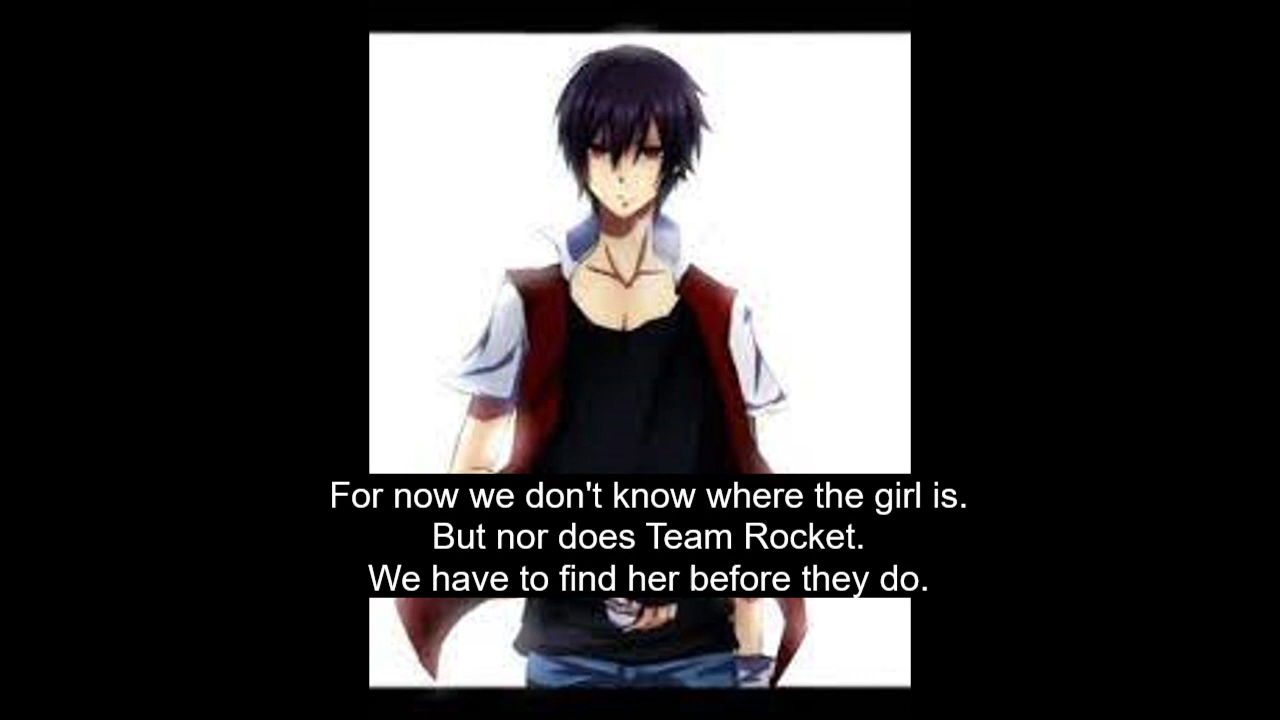 For now we don't know where the girl is.
But nor does Team Rocket.
We have to find her before they do.